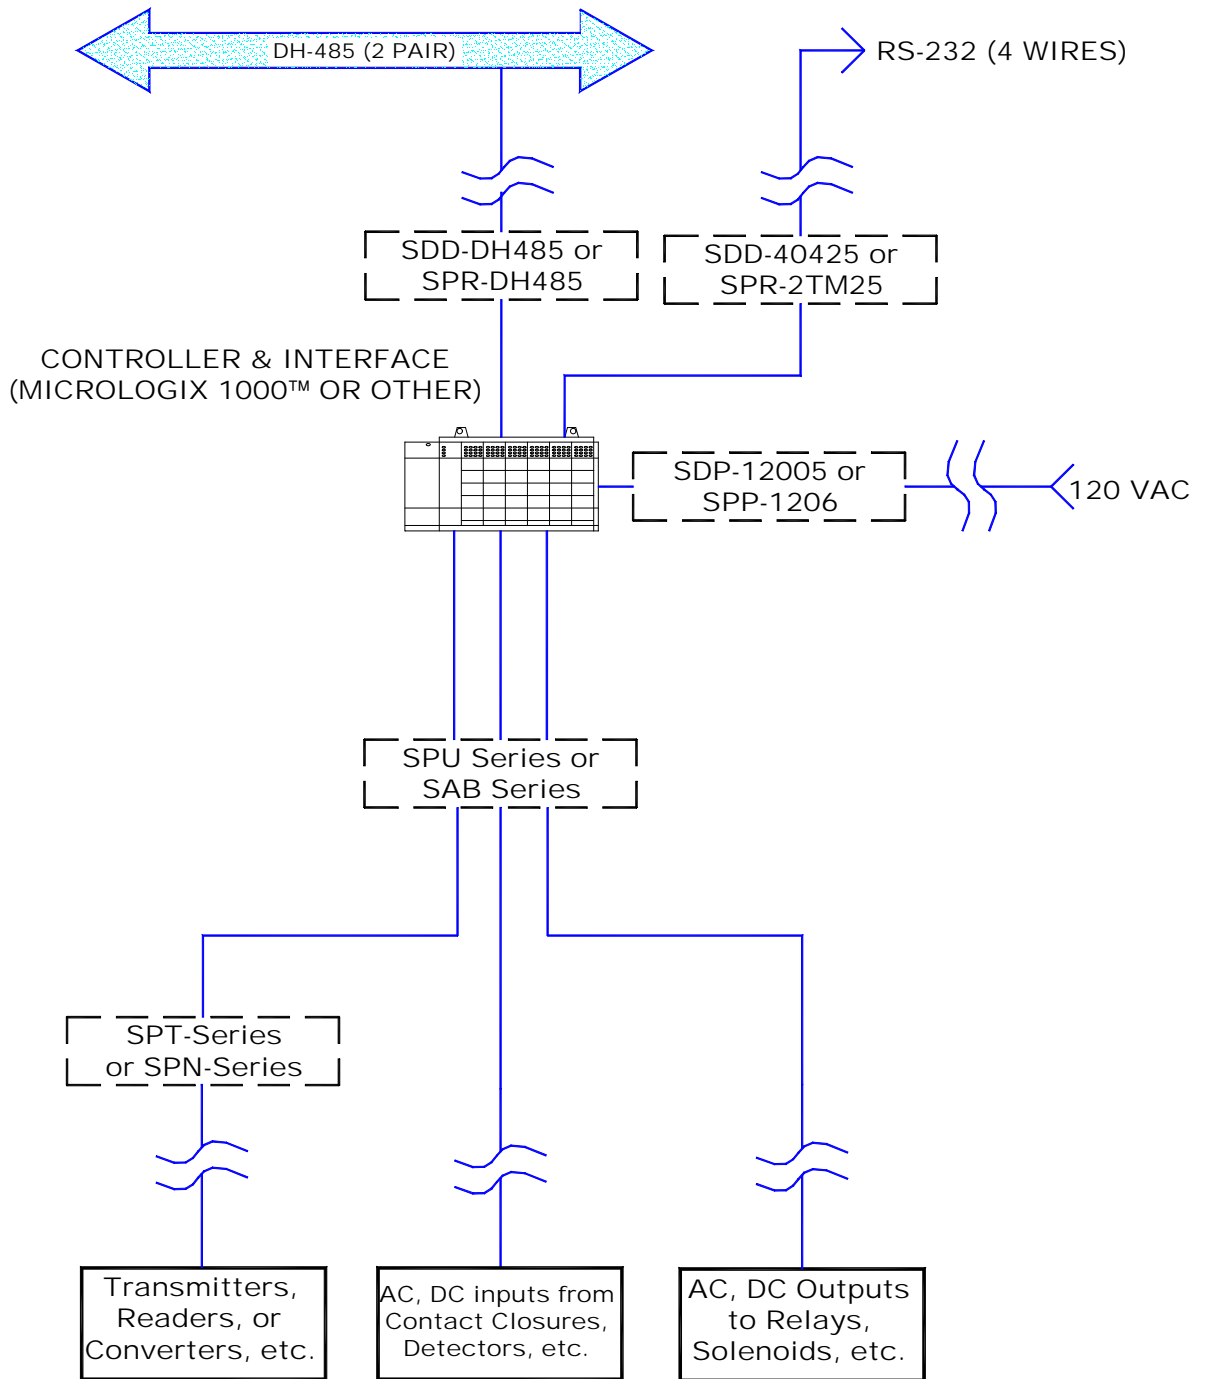 DH-485 (2 PAIR)
RS-232 (4 WIRES)
SDD-DH485 or
SPR-DH485
SDD-40425 or
SPR-2TM25
CONTROLLER & INTERFACE
(MICROLOGIX 1000™ OR OTHER)
SDP-12005 or
SPP-1206
120 VAC
SPU Series or
SAB Series
SPT-Series
or SPN-Series
Transmitters,
Readers, or
Converters, etc.
AC, DC inputs from
Contact Closures,
Detectors, etc.
AC, DC Outputs
to Relays,
Solenoids, etc.